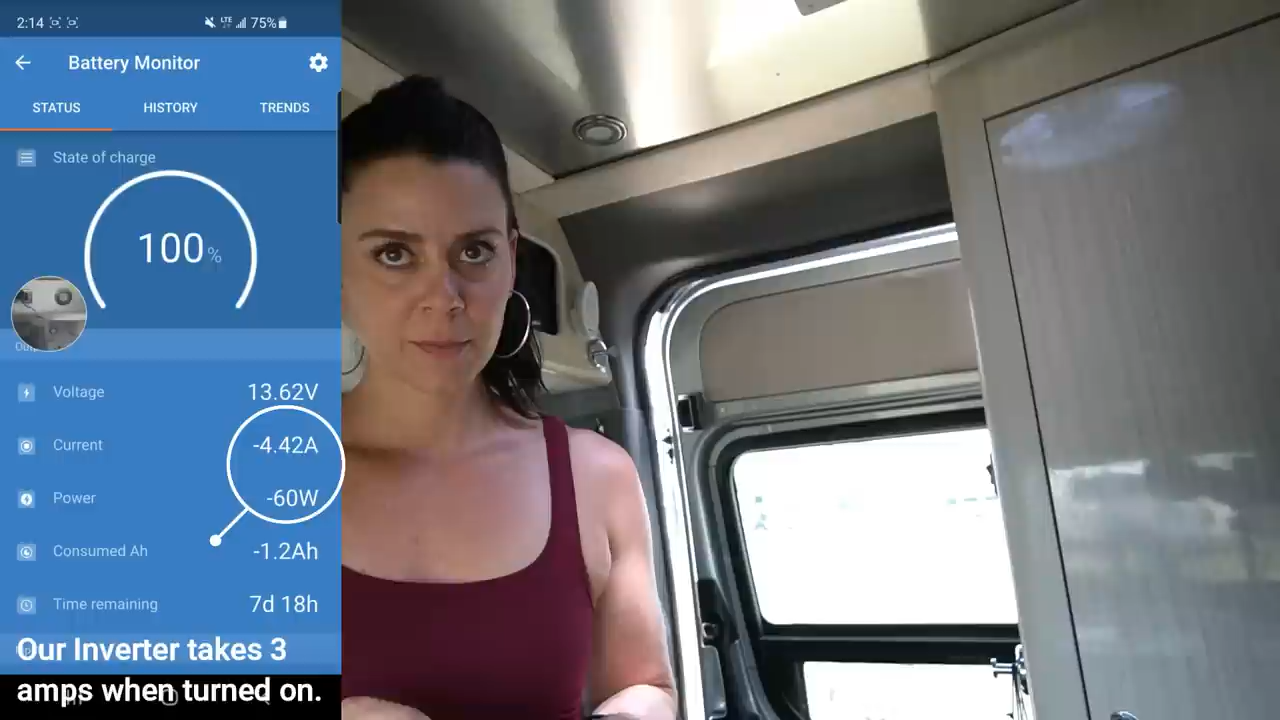 2:14 LTE 75%
Battery Monitor
STATUS HISTORY TRENDS
State of charge
100%
Voltage 13.62V
Current -4.42A
Power -60W
Consumed Ah -1.2Ah
Time remaining 7d 18h
Our Inverter takes 3
amps when turned on.